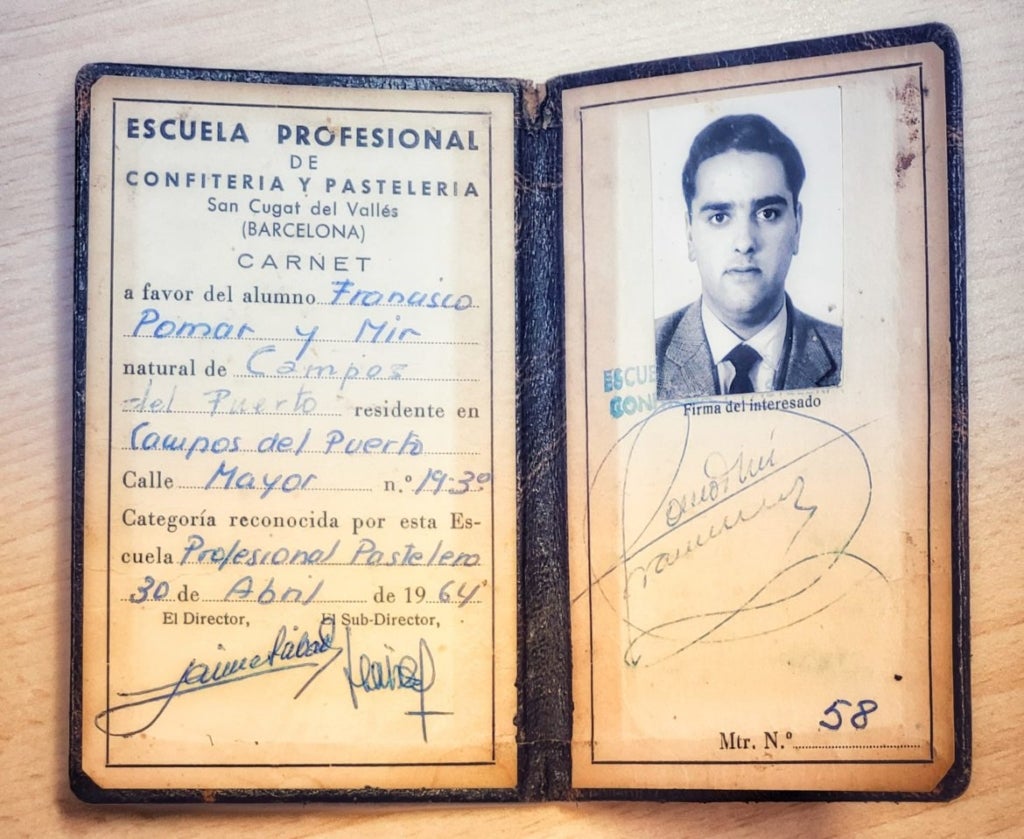 ESCUELA PROFESIONAL
DE
CONFITERIA Y PASTELERIA
San Cugat del Vallés
(BARCELONA)
CARNET
a favor del alumno Francisco
Pomar y Mir
natural de Campos
del Puerto residente en
Campos del Puerto
Calle Mayor n.º 19-3º
Categoría reconocida por esta Es-
cuela Profesional Pastelero
30 de Abril de 1964
El Director, El Sub-Director,
ESCUE
CON
Firma del interesado
Mtr. N.º 58